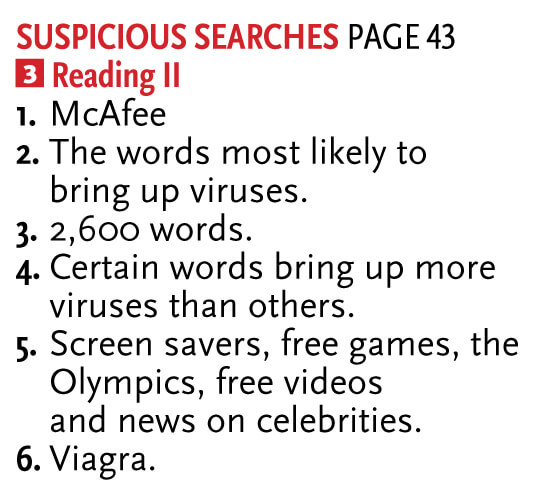 SUSPICIOUS SEARCHES PAGE 43
3 Reading II
1. McAfee
2. The words most likely to
bring up viruses.
3. 2,600 words.
4. Certain words bring up more
viruses than others.
5. Screen savers, free games, the
Olympics, free videos
and news on celebrities.
6. Viagra.